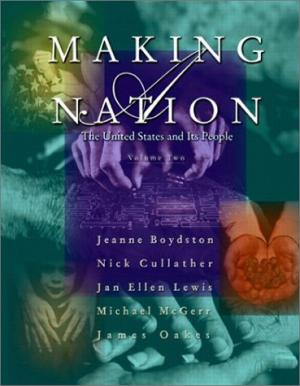 MAKING
A
NATION
The United States and Its People
Volume Two
Jeanne Boydston
Nick Cullather
Jan Ellen Lewis
Michael McGerr
James Oakes